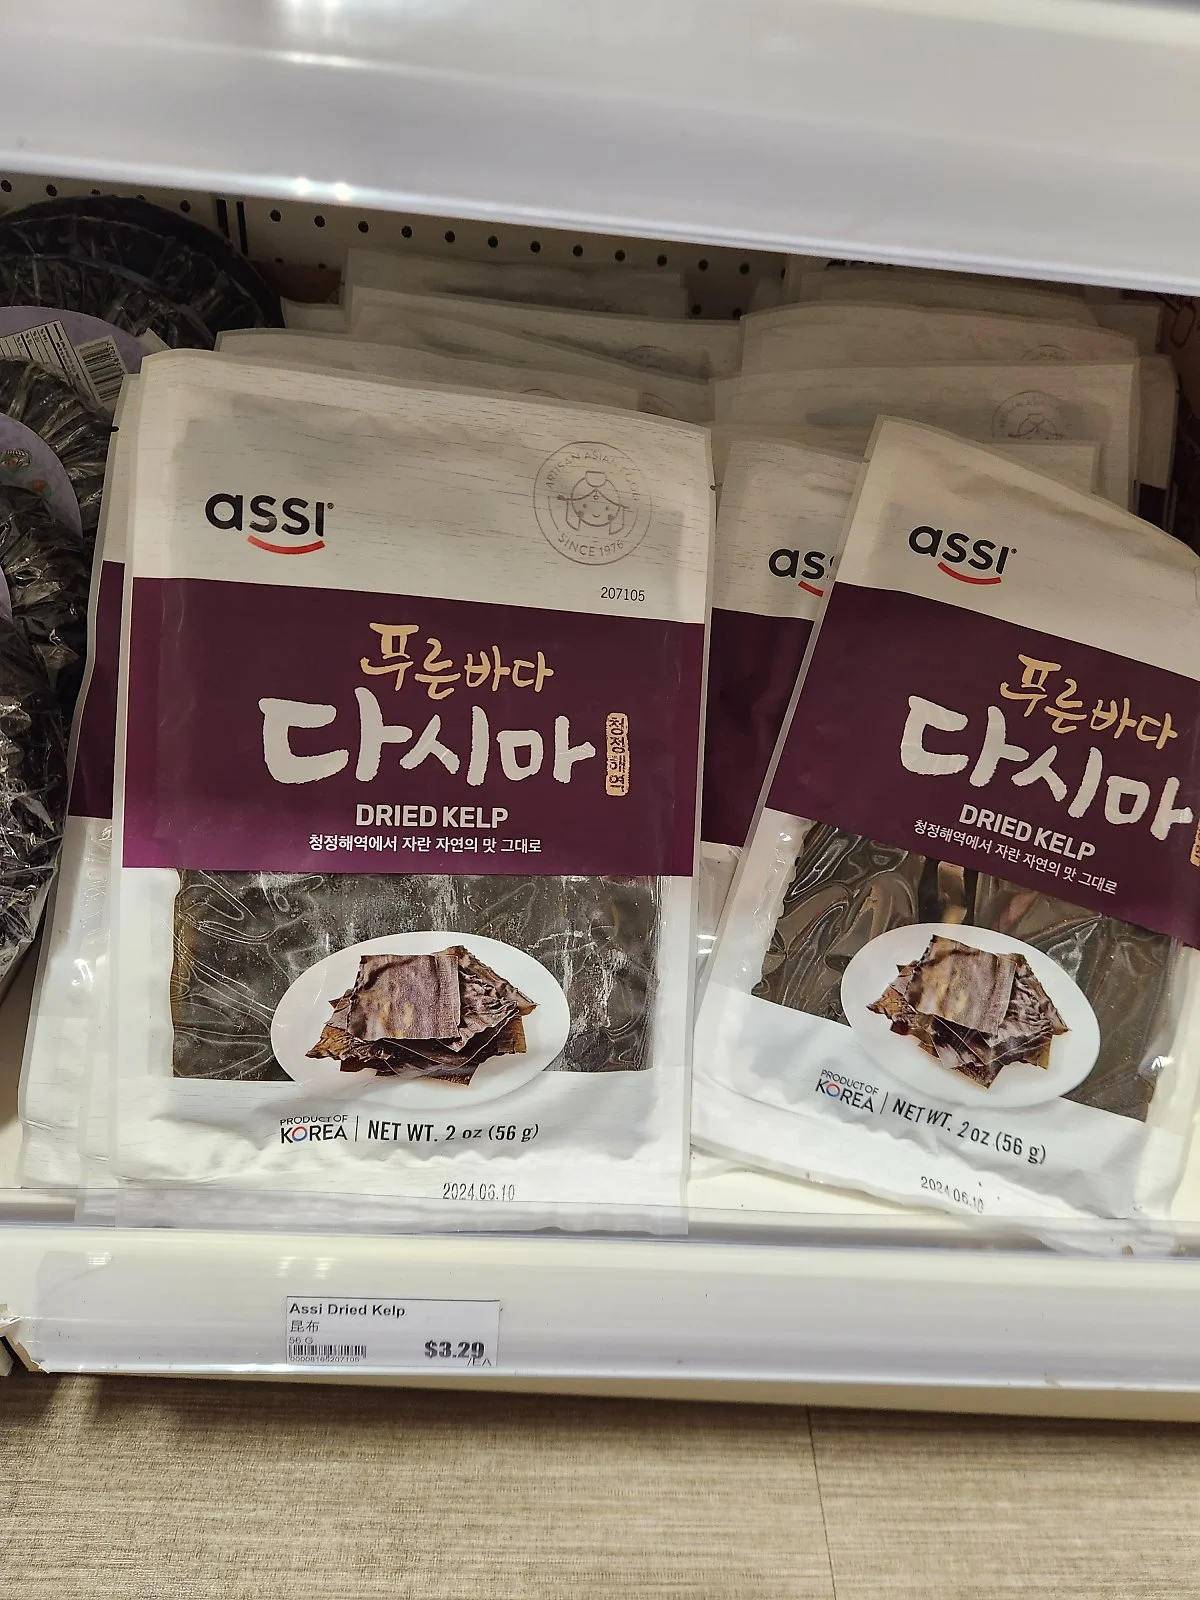 assi
ARTISAN ASIAN FOOD
SINCE 1976
207105
푸른바다
다시마
청정해역
DRIED KELP
청정해역에서 자란 자연의 맛 그대로
PRODUCT OF
KOREA
NET WT. 2 oz (56 g)
2024.06.10
ass
assi
푸른바다
다시마
DRIED KELP
청정해역에서 자란 자연의 맛 그대로
PRODUCT OF
KOREA
NET WT. 2 oz (56 g)
2024.06.10
Assi Dried Kelp
昆布
56 G
$3.29
/EA